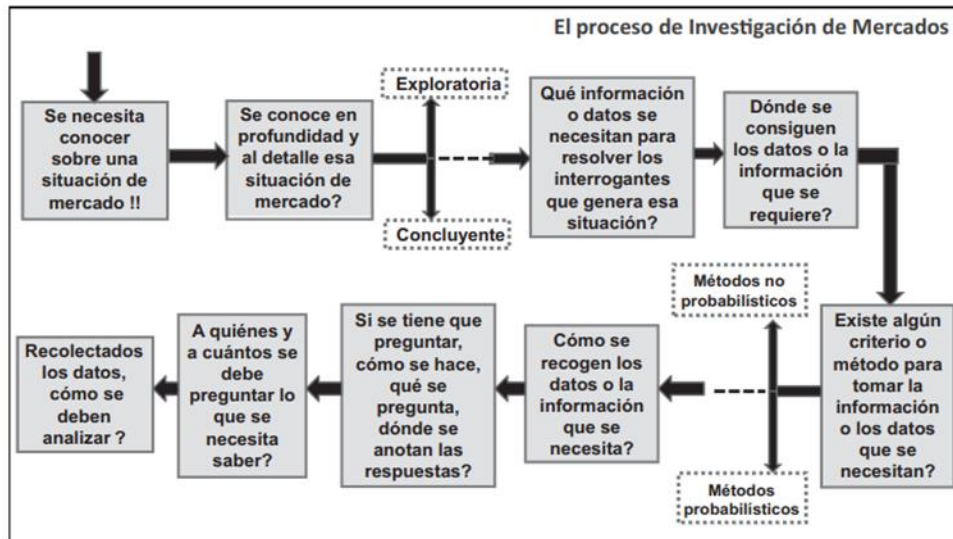 El proceso de Investigación de Mercados
Se necesita
conocer
sobre una
situación de
mercado !!
Se conoce en
profundidad y
al detalle esa
situación de
mercado?
Exploratoria
Concluyente
Qué información
o datos se
necesitan para
resolver los
interrogantes
que genera esa
situación?
Dónde se
consiguen
los datos o la
información
que se
requiere?
Existe algún
criterio o
método para
tomar la
información
o los datos
que se
necesitan?
Métodos no
probabilísticos
Métodos
probabilísticos
Cómo se
recogen los
datos o la
información
que se
necesita?
Si se tiene que
preguntar,
cómo se hace,
qué se
pregunta,
dónde se
anotan las
respuestas?
A quiénes y
a cuántos se
debe
preguntar lo
que se
necesita
saber?
Recolectados
los datos,
cómo se
deben
analizar ?